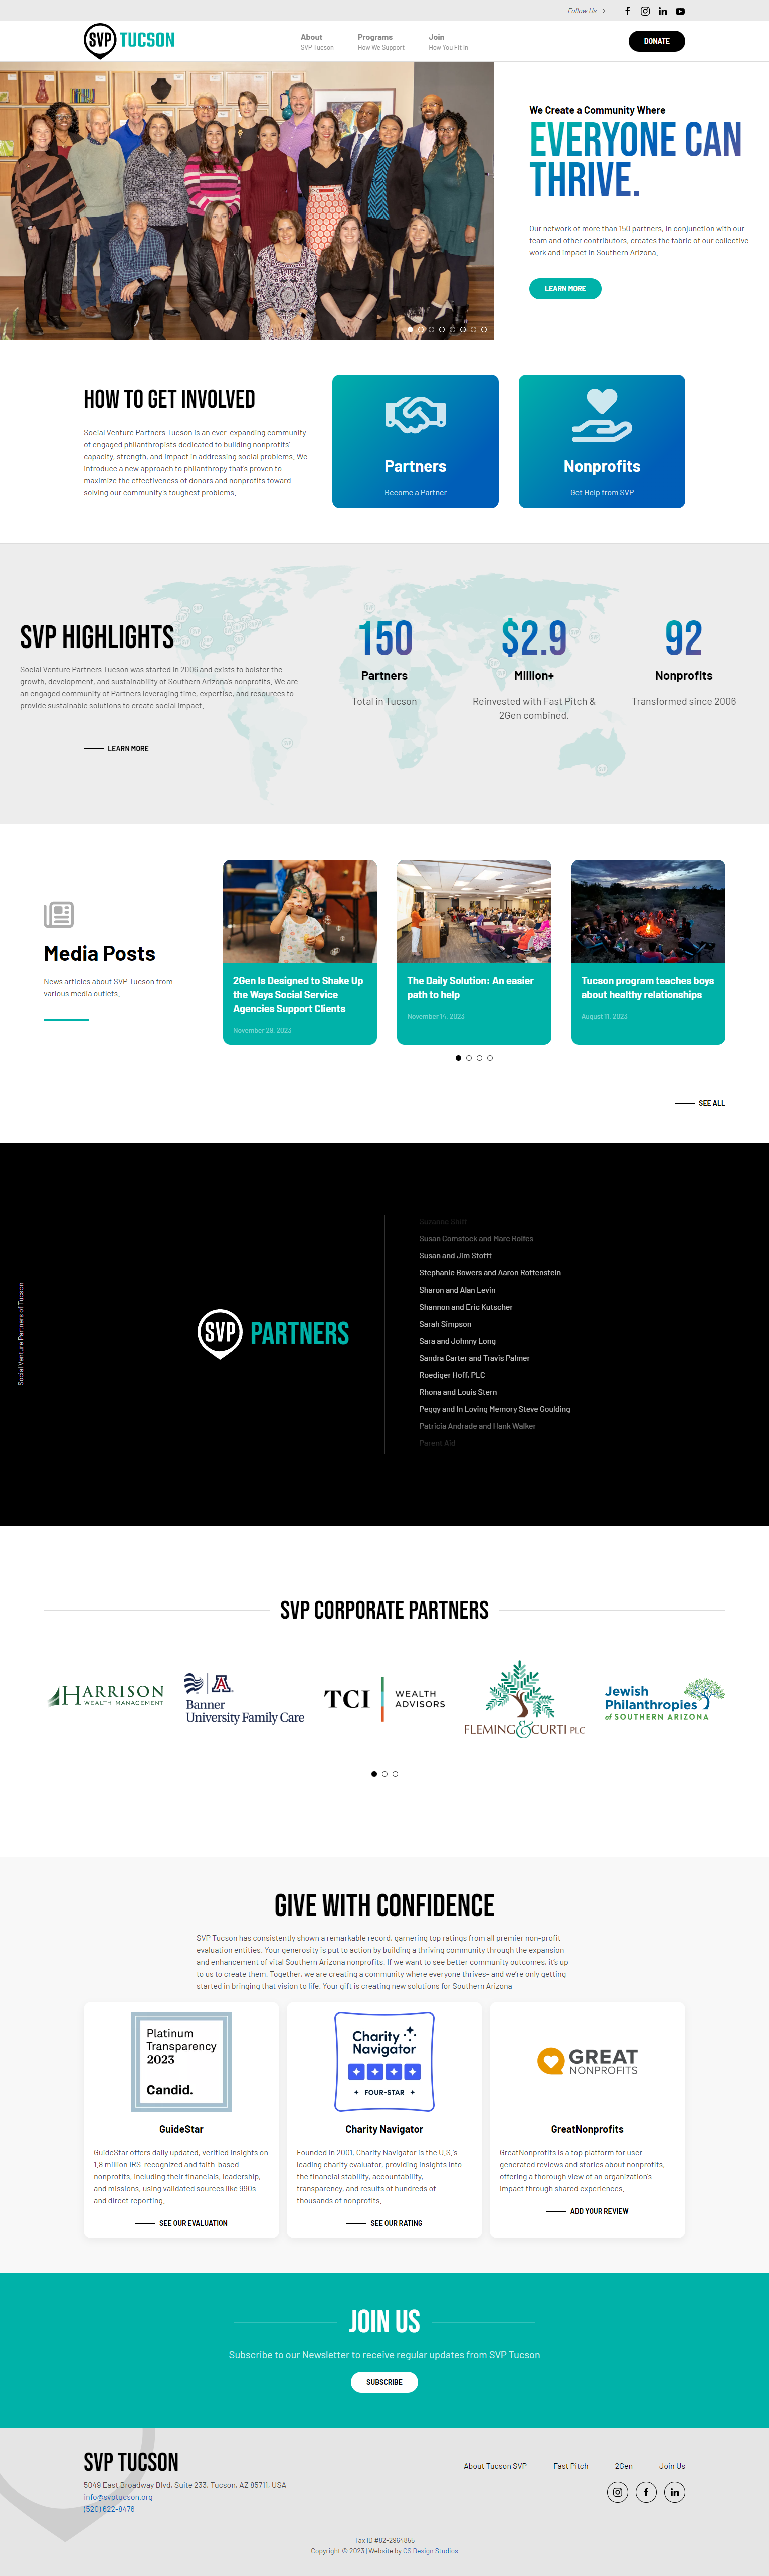 Follow Us →
SVP TUCSON
About
SVP Tucson
Programs
How We Support
Join
How You Fit In
DONATE
We Create a Community Where
EVERYONE CAN
THRIVE.
Our network of more than 150 partners, in conjunction with our
team and other contributors, creates the fabric of our collective
work and impact in Southern Arizona.
LEARN MORE
HOW TO GET INVOLVED
Social Venture Partners Tucson is an ever-expanding community
of engaged philanthropists dedicated to building nonprofits'
capacity, strength, and impact in addressing social problems. We
introduce a new approach to philanthropy that's proven to
maximize the effectiveness of donors and nonprofits toward
solving our community's toughest problems.
Partners
Become a Partner
Nonprofits
Get Help from SVP
SVP HIGHLIGHTS
Social Venture Partners Tucson was started in 2006 and exists to bolster the
growth, development, and sustainability of Southern Arizona's nonprofits. We are
an engaged community of Partners leveraging time, expertise, and resources to
provide sustainable solutions to create social impact.
LEARN MORE
150
Partners
Total in Tucson
$2.9
Million+
Reinvested with Fast Pitch &
2Gen combined.
92
Nonprofits
Transformed since 2006
Media Posts
News articles about SVP Tucson from
various media outlets.
2Gen Is Designed to Shake Up
the Ways Social Service
Agencies Support Clients
November 29, 2023
The Daily Solution: An easier
path to help
November 14, 2023
Tucson program teaches boys
about healthy relationships
August 11, 2023
SEE ALL
Social Venture Partners of Tucson
SVP PARTNERS
Susan Comstock and Marc Rolfes
Susan and Jim Stofft
Stephanie Bowers and Aaron Rottenstein
Sharon and Alan Levin
Shannon and Eric Kutscher
Sarah Simpson
Sara and Johnny Long
Sandra Carter and Travis Palmer
Roediger Hoff, PLC
Rhona and Louis Stern
Peggy and In Loving Memory Steve Goulding
Patricia Andrade and Hank Walker
Parent Aid
SVP CORPORATE PARTNERS
HARRISON
WEALTH MANAGEMENT
A
Banner
University Family Care
TCI
WEALTH
ADVISORS
FLEMING & CURTI PLC
Jewish
Philanthropies
of SOUTHERN ARIZONA
GIVE WITH CONFIDENCE
SVP Tucson has consistently shown a remarkable record, garnering top ratings from all premier non-profit
evaluation entities. Your generosity is put to action by building a thriving community through the expansion
and enhancement of vital Southern Arizona nonprofits. If we want to see better community outcomes, it's up
to us to create them. Together, we are creating a community where everyone thrives- and we're only getting
started in bringing that vision to life. Your gift is creating new solutions for Southern Arizona
Platinum
Transparency
2023
Candid.
GuideStar
GuideStar offers daily updated, verified insights on
1.8 million IRS-recognized and faith-based
nonprofits, including their financials, leadership,
and missions, using validated sources like 990s
and direct reporting.
SEE OUR EVALUATION
Charity
Navigator
FOUR-STAR
Charity Navigator
Founded in 2001, Charity Navigator is the U.S.'s
leading charity evaluator, providing insights into
the financial stability, accountability,
transparency, and results of hundreds of
thousands of nonprofits.
SEE OUR RATING
GREAT
NONPROFITS
GreatNonprofits
GreatNonprofits is a top platform for user-
generated reviews and stories about nonprofits,
offering a thorough view of an organization's
impact through shared experiences.
ADD YOUR REVIEW
JOIN US
Subscribe to our Newsletter to receive regular updates from SVP Tucson
SUBSCRIBE
SVP TUCSON
5049 East Broadway Blvd, Suite 233, Tucson, AZ 85711, USA
info@svptucson.org
(520) 622-8476
About Tucson SVP
Fast Pitch
2Gen
Join Us
Tax ID #82-2964855
Copyright © 2023 | Website by CS Design Studios